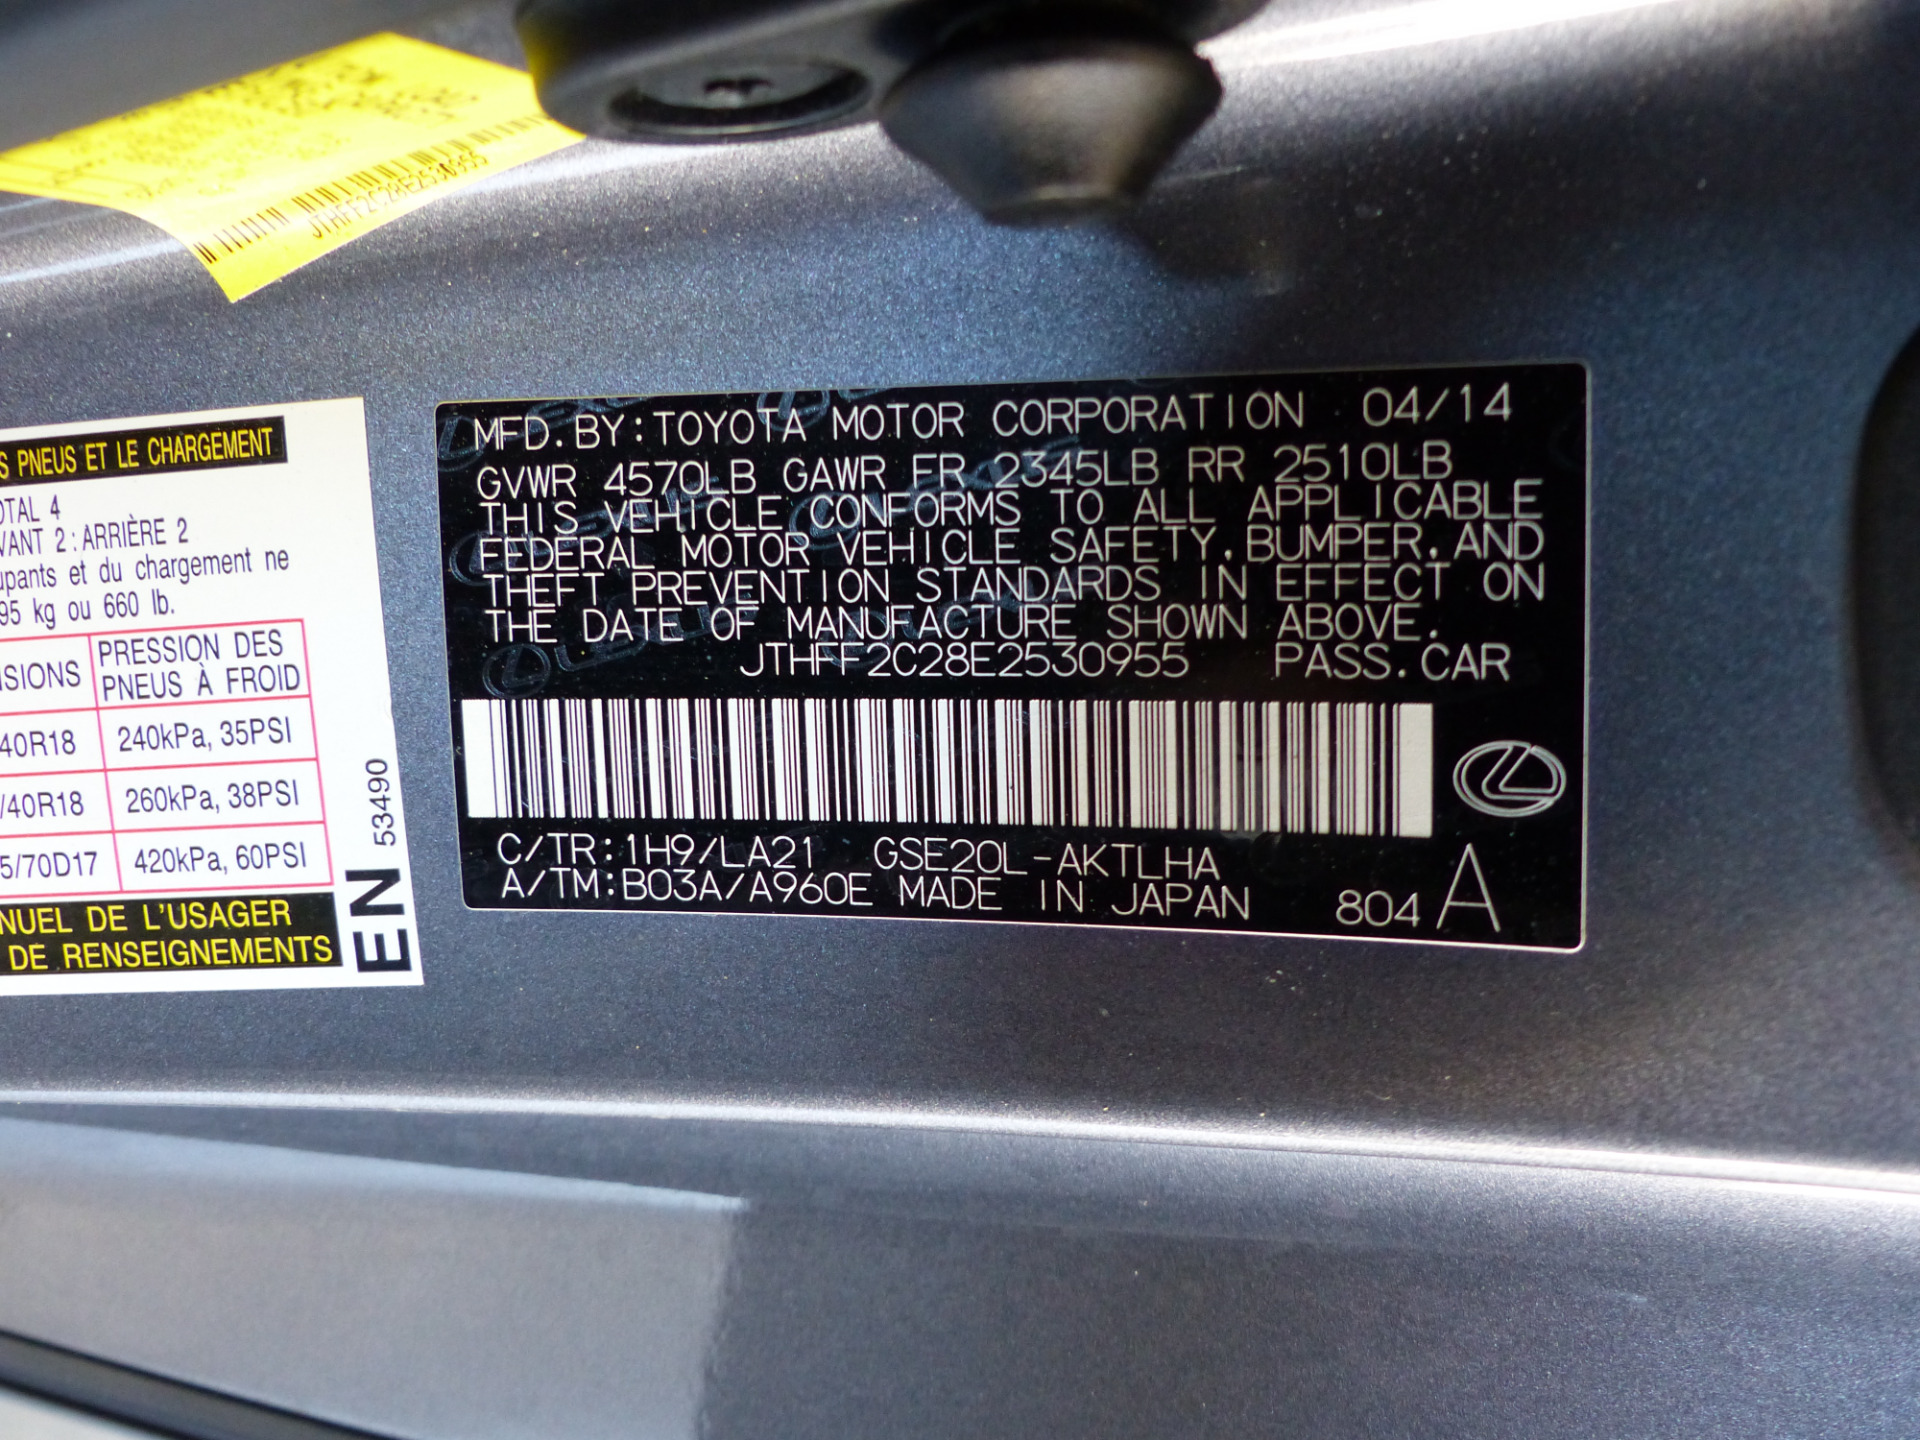 JTHFF2C28E2530955
S PNEUS ET LE CHARGEMENT
OTAL 4
VANT 2 : ARRIÈRE 2
upants et du chargement ne
95 kg ou 660 lb.
NSIONS PRESSION DES PNEUS À FROID
40R18 240kPa, 35PSI
/40R18 260kPa, 38PSI
5/70D17 420kPa, 60PSI
NUEL DE L'USAGER
DE RENSEIGNEMENTS
EN 53490
MFD. BY: TOYOTA MOTOR CORPORATION 04/14
GVWR 4570LB GAWR FR 2345LB RR 2510LB
THIS VEHICLE CONFORMS TO ALL APPLICABLE
FEDERAL MOTOR VEHICLE SAFETY, BUMPER, AND
THEFT PREVENTION STANDARDS IN EFFECT ON
THE DATE OF MANUFACTURE SHOWN ABOVE.
JTHFF2C28E2530955 PASS. CAR
C/TR: 1H9/LA21 GSE20L-AKTLHA
A/TM: B03A/A960E MADE IN JAPAN 804 A